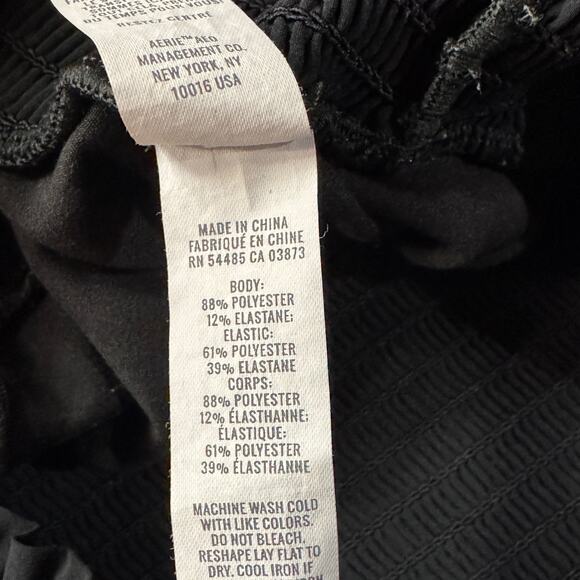 RESTEZ CENTRÉ
AERIE™ AEO
MANAGEMENT CO.
NEW YORK, NY
10016 USA
MADE IN CHINA
FABRIQUÉ EN CHINE
RN 54485 CA 03873
BODY:
88% POLYESTER
12% ELASTANE;
ELASTIC:
61% POLYESTER
39% ELASTANE
CORPS:
88% POLYESTER
12% ÉLASTHANNE;
ÉLASTIQUE:
61% POLYESTER
39% ÉLASTHANNE
MACHINE WASH COLD
WITH LIKE COLORS.
DO NOT BLEACH.
RESHAPE LAY FLAT TO
DRY. COOL IRON IF